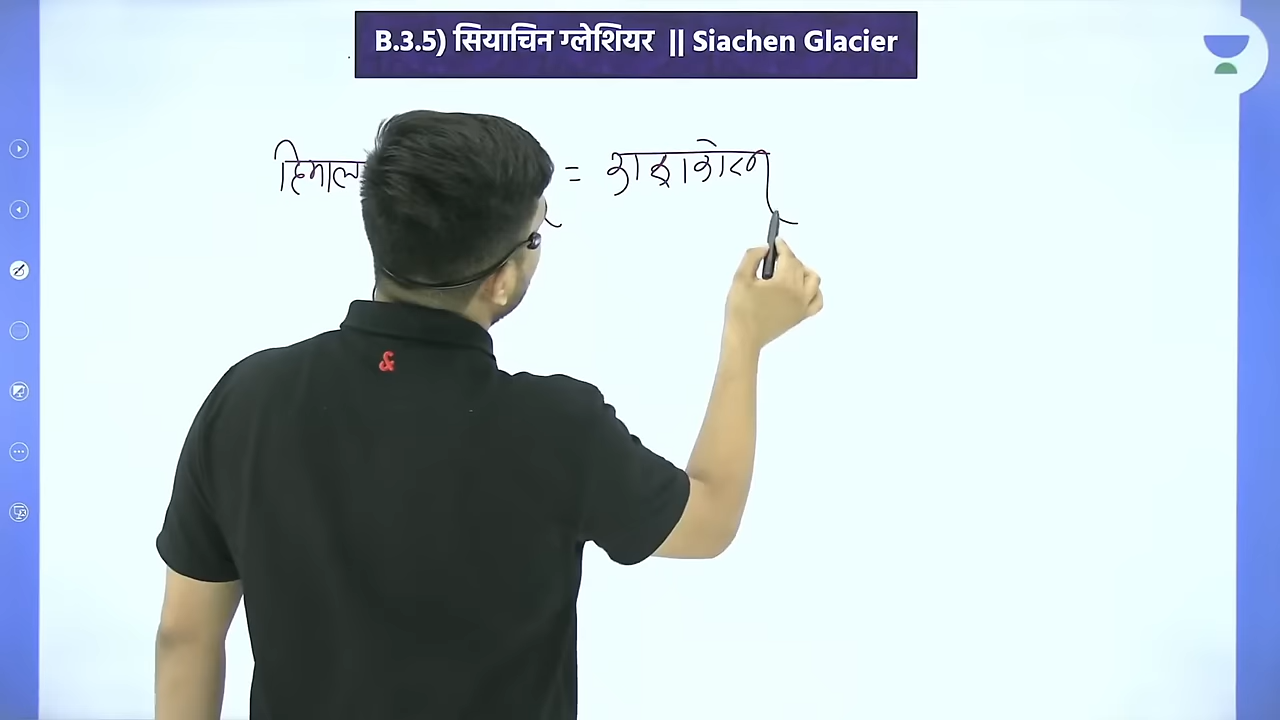 B.3.5) सियाचिन ग्लेशियर || Siachen Glacier
= काराकोरम
&